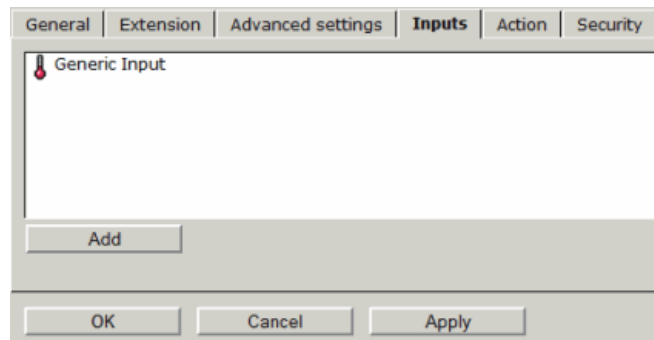 General Extension Advanced settings Inputs Action Security
Generic Input
Add
OK Cancel Apply